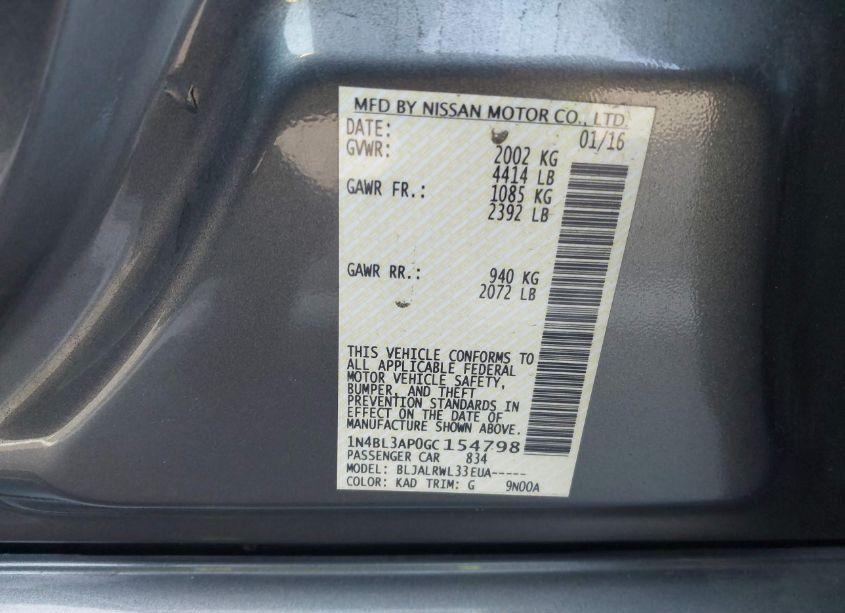 MFD BY NISSAN MOTOR CO., LTD.
DATE: 01/16
GVWR: 2002 KG
4414 LB
GAWR FR.: 1085 KG
2392 LB
GAWR RR.: 940 KG
2072 LB
THIS VEHICLE CONFORMS TO
ALL APPLICABLE FEDERAL
MOTOR VEHICLE SAFETY,
BUMPER, AND THEFT
PREVENTION STANDARDS IN
EFFECT ON THE DATE OF
MANUFACTURE SHOWN ABOVE.
1N4BL3AP0GC154798
PASSENGER CAR 834
MODEL: BLJALRWL33EUA-----
COLOR: KAD TRIM: G 9N00A